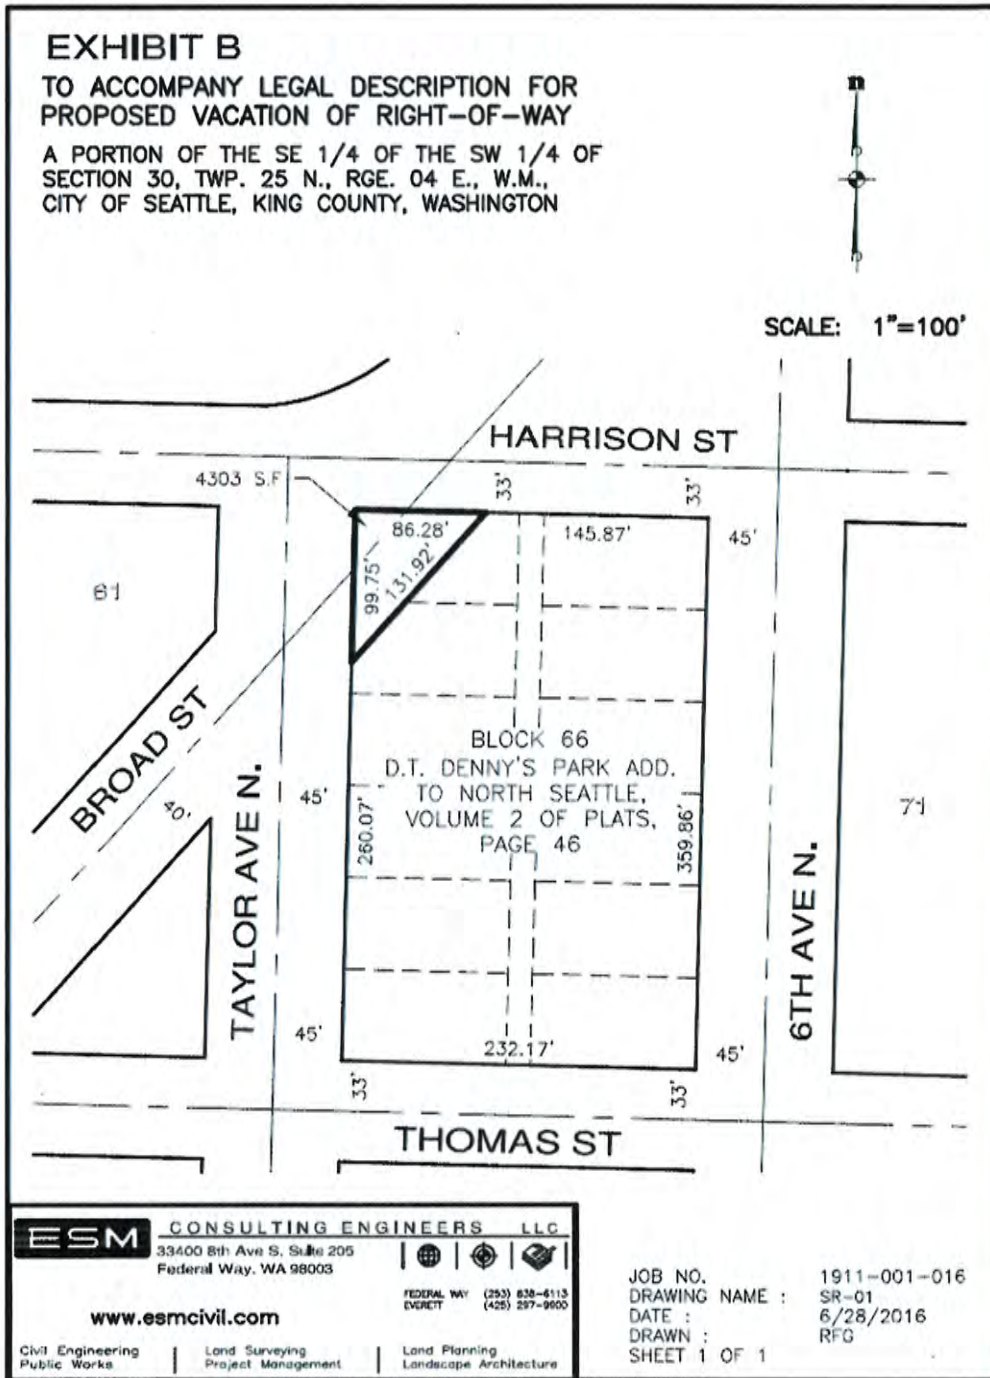 EXHIBIT B
TO ACCOMPANY LEGAL DESCRIPTION FOR
PROPOSED VACATION OF RIGHT-OF-WAY
A PORTION OF THE SE 1/4 OF THE SW 1/4 OF
SECTION 30, TWP. 25 N., RGE. 04 E., W.M.,
CITY OF SEATTLE, KING COUNTY, WASHINGTON
n
SCALE: 1"=100'
HARRISON ST
4303 S.F
33'
33'
86.28'
145.87'
45'
99.75'
131.92'
61
BROAD ST
40'
TAYLOR AVE N.
45'
260.07'
BLOCK 66
D.T. DENNY'S PARK ADD.
TO NORTH SEATTLE,
VOLUME 2 OF PLATS,
PAGE 46
359.86'
71
6TH AVE N.
45'
232.17'
45'
33'
33'
THOMAS ST
ESM CONSULTING ENGINEERS LLC
33400 8th Ave S, Suite 205
Federal Way, WA 98003
FEDERAL WAY (253) 838-6113
EVERETT (425) 297-9900
www.esmcivil.com
Civil Engineering
Public Works
Land Surveying
Project Management
Land Planning
Landscape Architecture
JOB NO. 1911-001-016
DRAWING NAME : SR-01
DATE : 6/28/2016
DRAWN : RFG
SHEET 1 OF 1